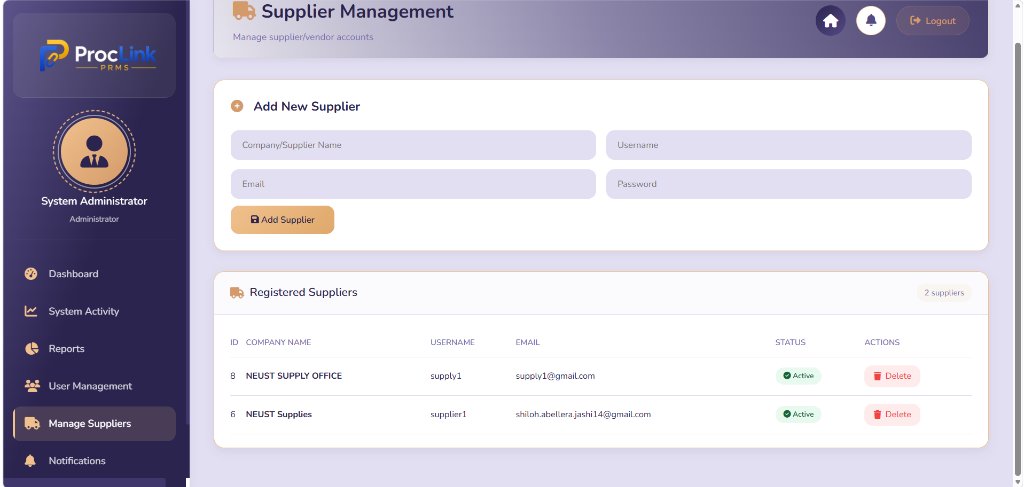 ProcLink
PRMS
System Administrator
Administrator
Dashboard
System Activity
Reports
User Management
Manage Suppliers
Notifications
Supplier Management
Manage supplier/vendor accounts
Logout
Add New Supplier
Company/Supplier Name
Username
Email
Password
Add Supplier
Registered Suppliers
2 suppliers
ID COMPANY NAME USERNAME EMAIL STATUS ACTIONS
8 NEUST SUPPLY OFFICE supply1 supply1@gmail.com Active Delete
6 NEUST Supplies supplier1 shiloh.abellera.jashi14@gmail.com Active Delete